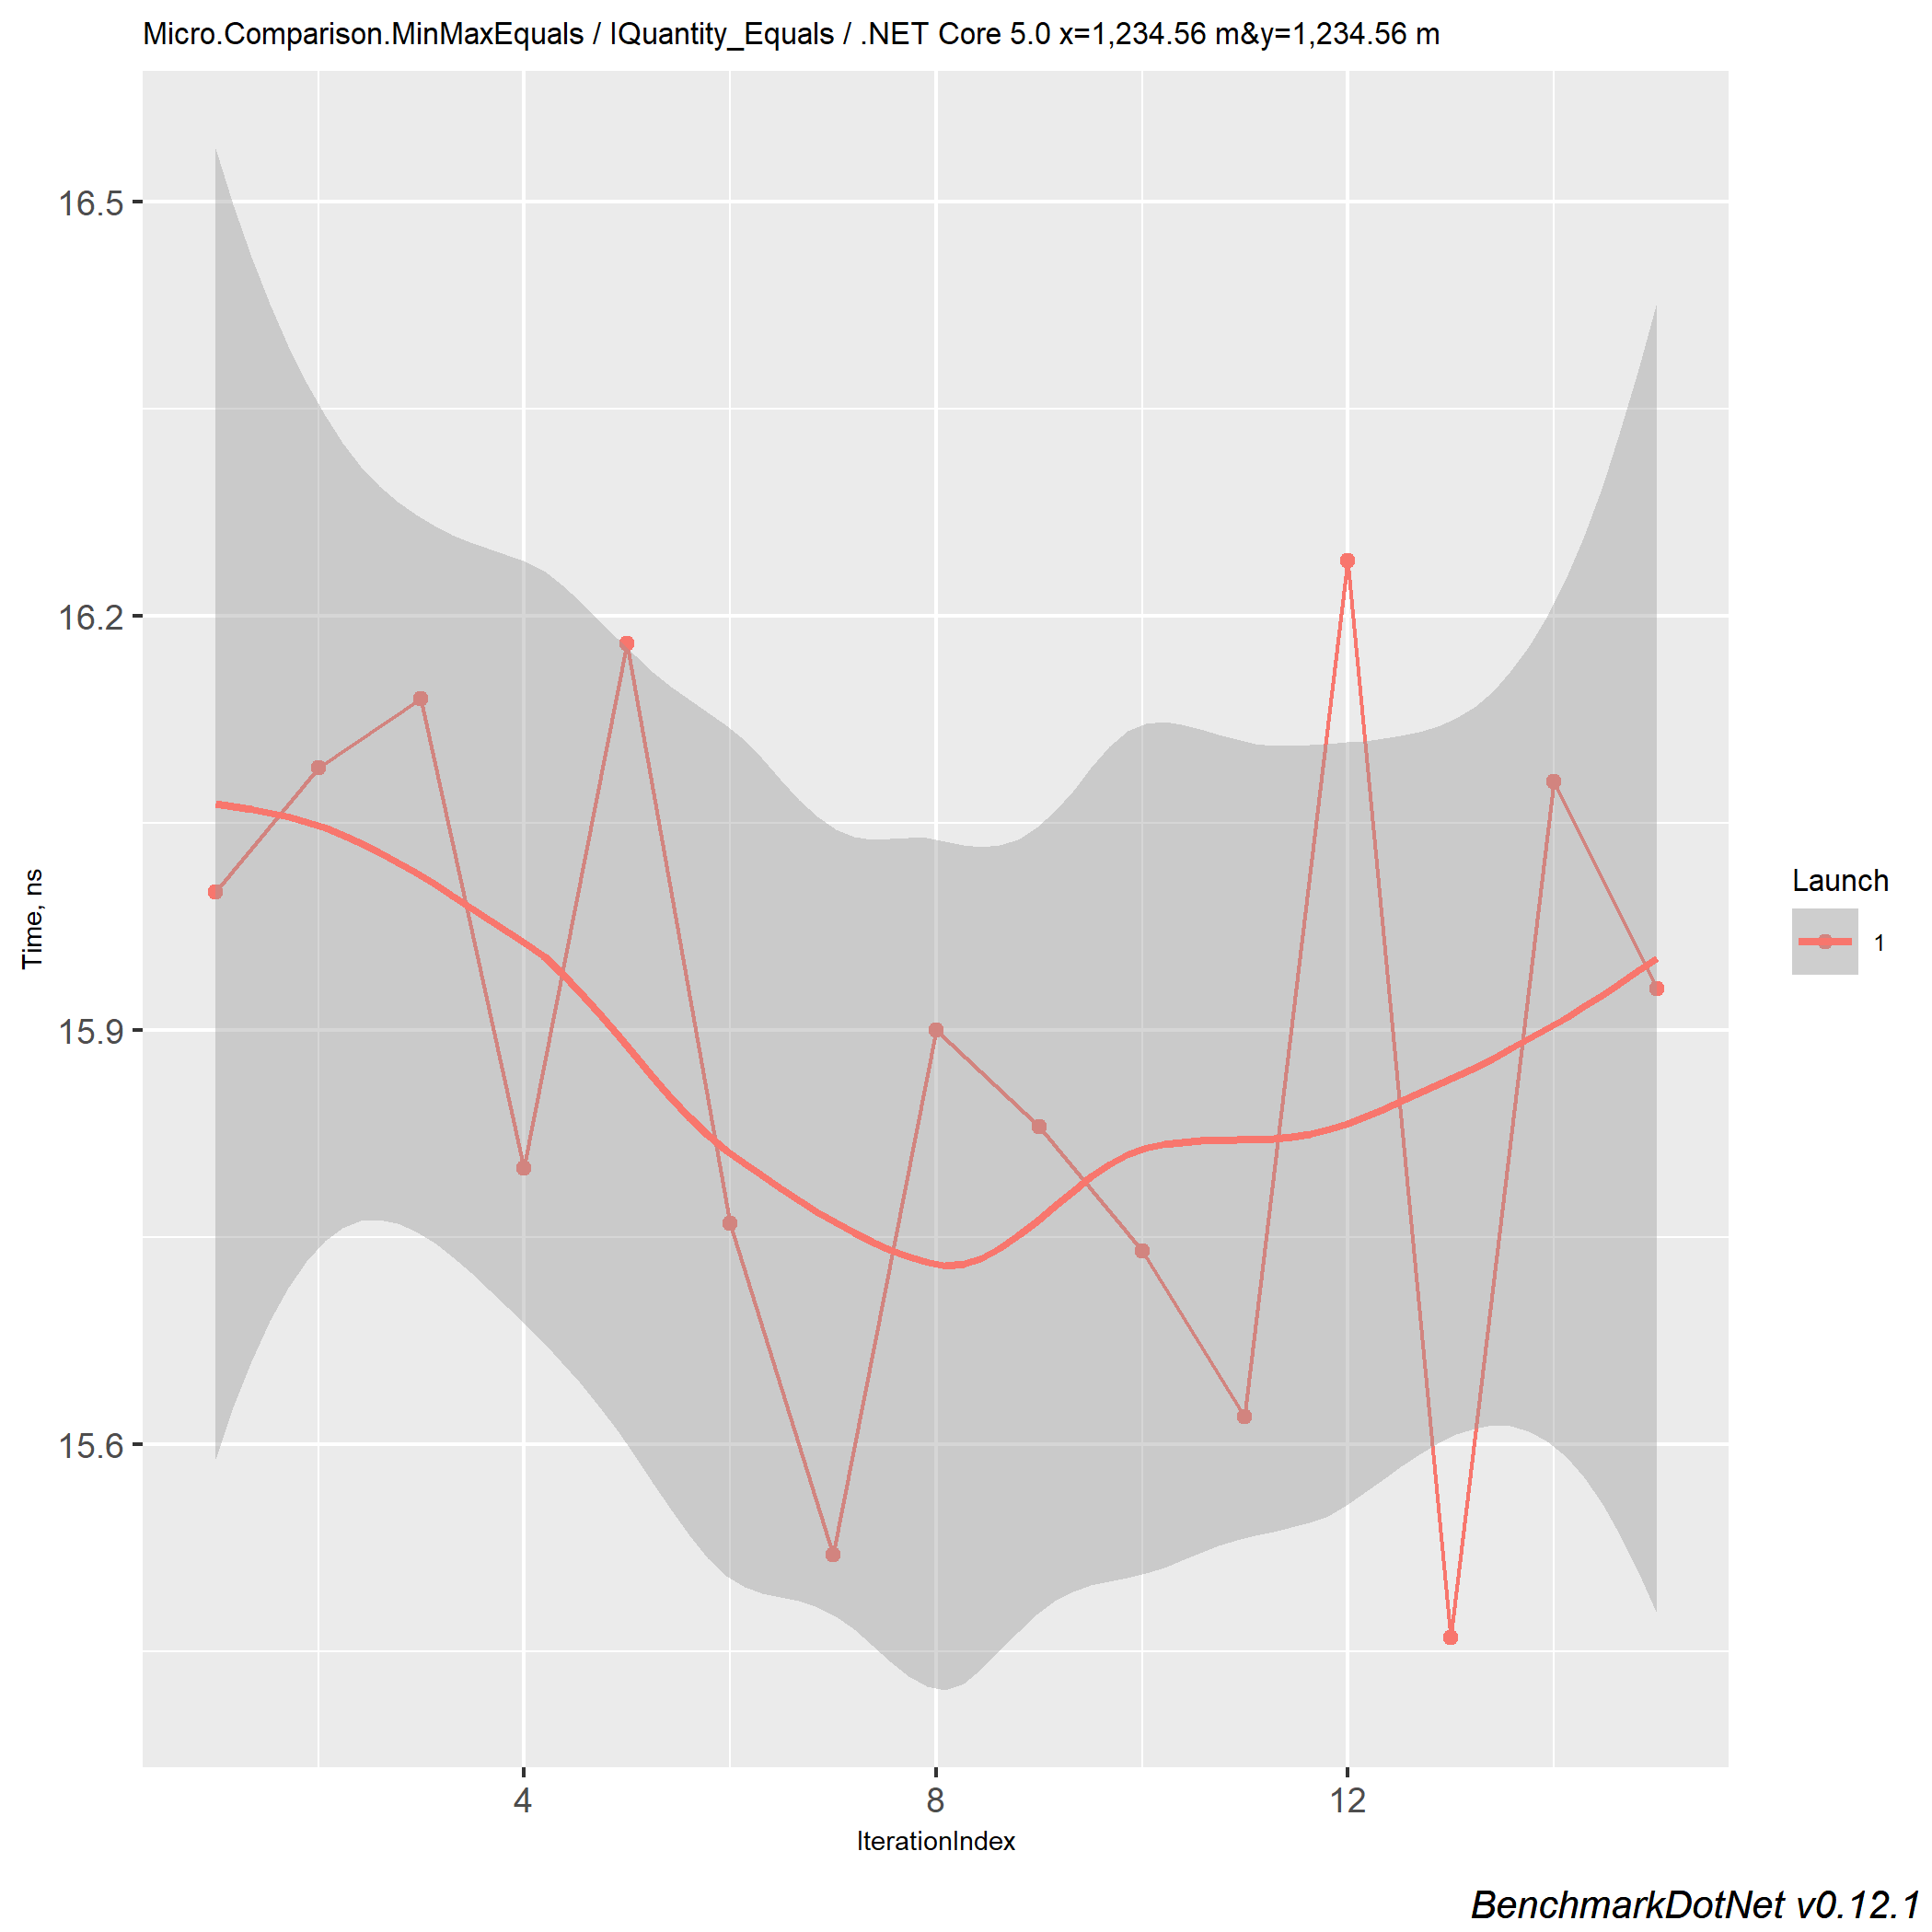 Micro.Comparison.MinMaxEquals / IQuantity_Equals / .NET Core 5.0 x=1,234.56 m&y=1,234.56 m
16.5
16.2
15.9
15.6
Time, ns
4 8 12
IterationIndex
Launch
1
BenchmarkDotNet v0.12.1